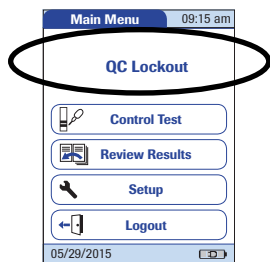 Main Menu 09:15 am
QC Lockout
Control Test
Review Results
Setup
Logout
05/29/2015